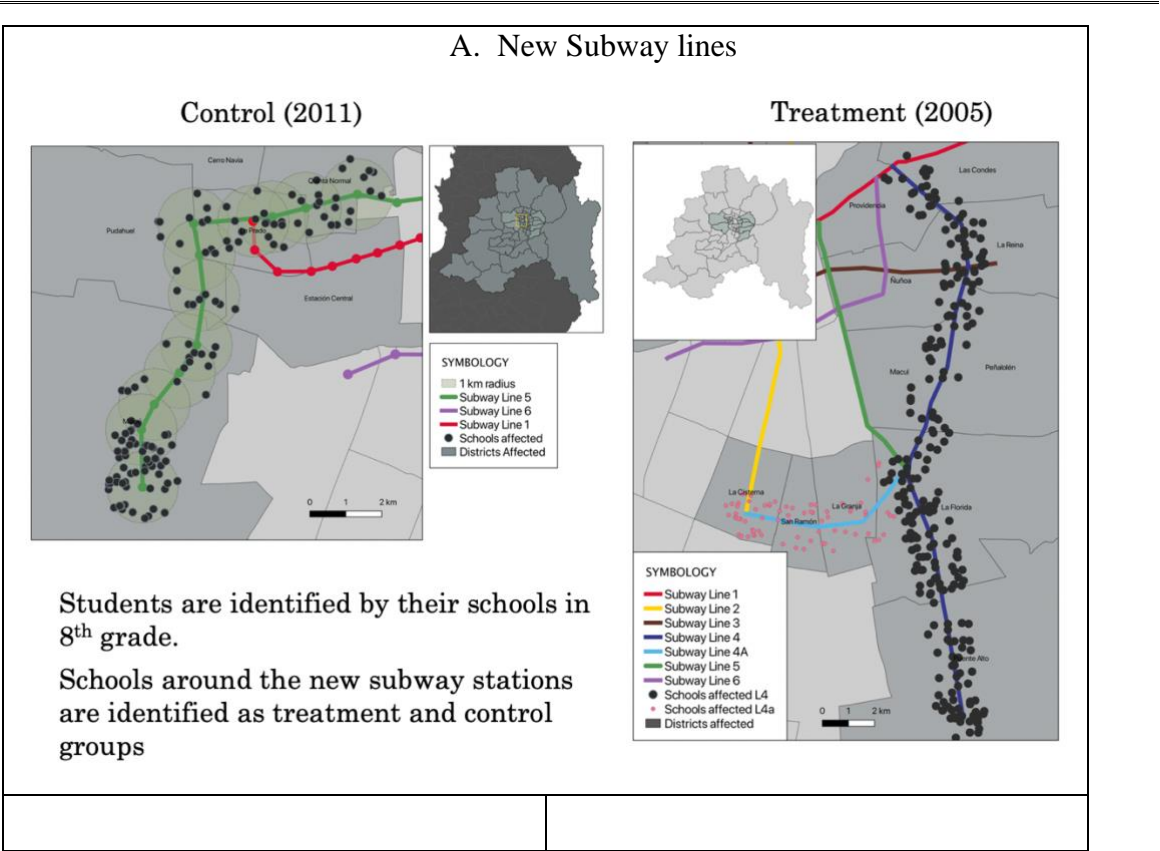 A. New Subway lines
Control (2011)
Cerro Navia
Quinta Normal
Pudahuel
Prado
Estación Central
SYMBOLOGY
1 km radius
Subway Line 5
Subway Line 6
Subway Line 1
Schools affected
Districts Affected
0 1 2 km
Treatment (2005)
Las Condes
Providencia
La Reina
Ñuñoa
Macul
Peñalolén
La Cisterna
San Ramón
La Granja
La Florida
SYMBOLOGY
Subway Line 1
Subway Line 2
Subway Line 3
Subway Line 4
Subway Line 4A
Subway Line 5
Subway Line 6
Schools affected L4
Schools affected L4a
Districts affected
0 1 2 km
Students are identified by their schools in
8th grade.
Schools around the new subway stations
are identified as treatment and control
groups